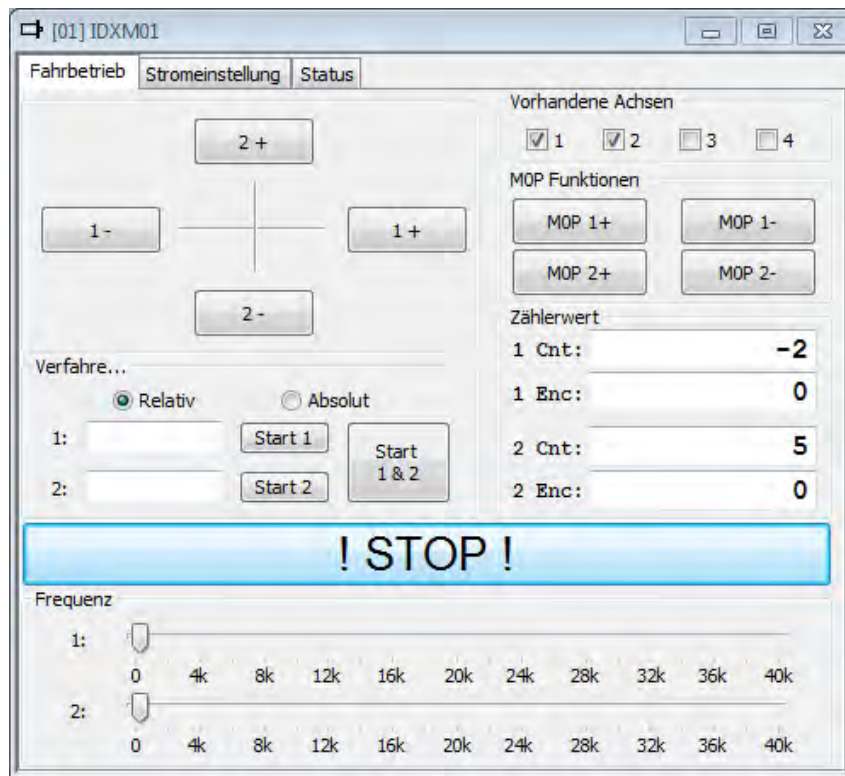 [01] IDXM01
Fahrbetrieb Stromeinstellung Status
2 +
1 -
1 +
2 -
Vorhandene Achsen
1 2 3 4
M0P Funktionen
M0P 1+ M0P 1-
M0P 2+ M0P 2-
Zählerwert
1 Cnt: -2
1 Enc: 0
2 Cnt: 5
2 Enc: 0
Verfahre...
Relativ Absolut
1: Start 1
2: Start 2
Start
1 & 2
! STOP !
Frequenz
1:
0 4k 8k 12k 16k 20k 24k 28k 32k 36k 40k
2:
0 4k 8k 12k 16k 20k 24k 28k 32k 36k 40k